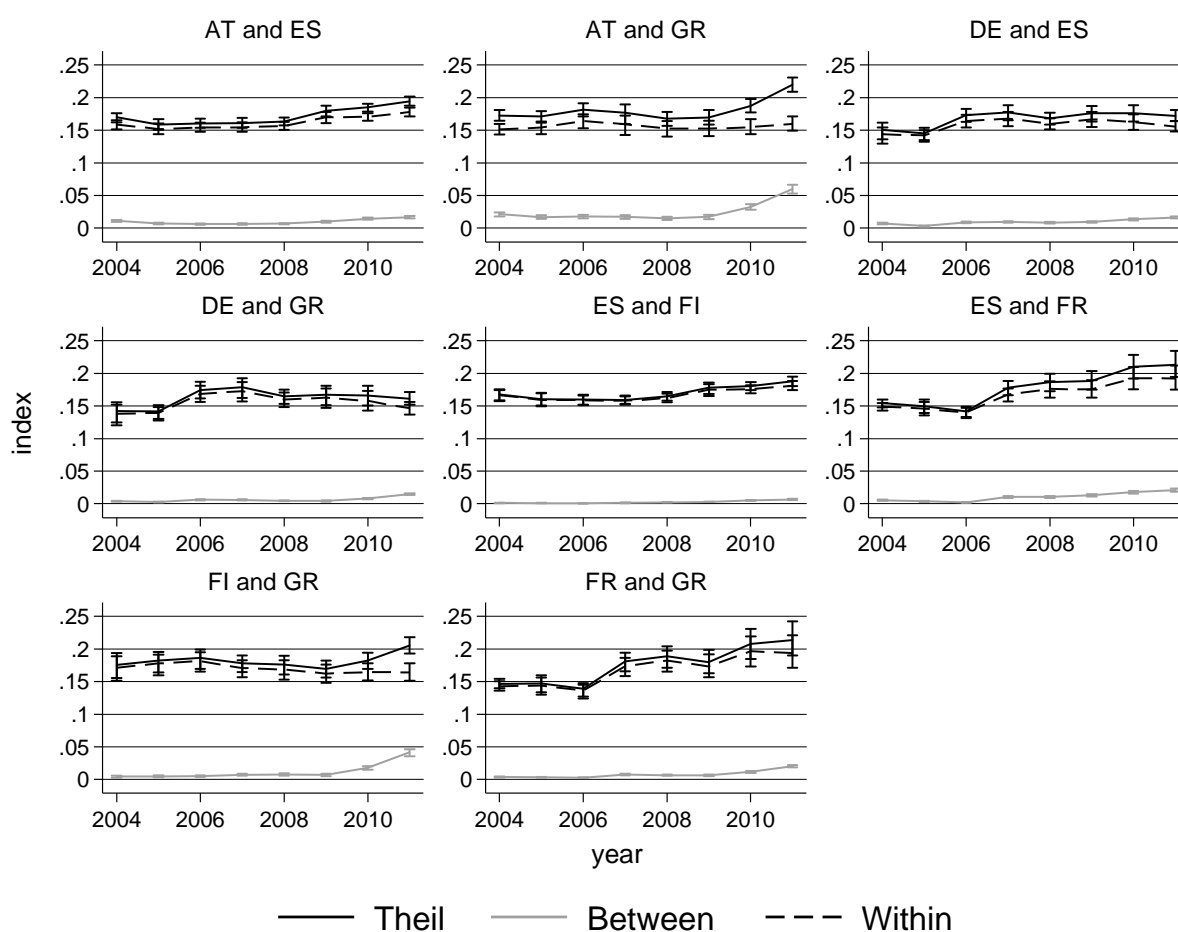 AT and ES
AT and GR
DE and ES
.25
.2
.15
.1
.05
0
2004 2006 2008 2010
.25
.2
.15
.1
.05
0
2004 2006 2008 2010
.25
.2
.15
.1
.05
0
2004 2006 2008 2010
DE and GR
ES and FI
ES and FR
.25
.2
.15
.1
.05
0
2004 2006 2008 2010
.25
.2
.15
.1
.05
0
2004 2006 2008 2010
.25
.2
.15
.1
.05
0
2004 2006 2008 2010
index
FI and GR
FR and GR
.25
.2
.15
.1
.05
0
2004 2006 2008 2010
.25
.2
.15
.1
.05
0
2004 2006 2008 2010
year
Theil Between Within